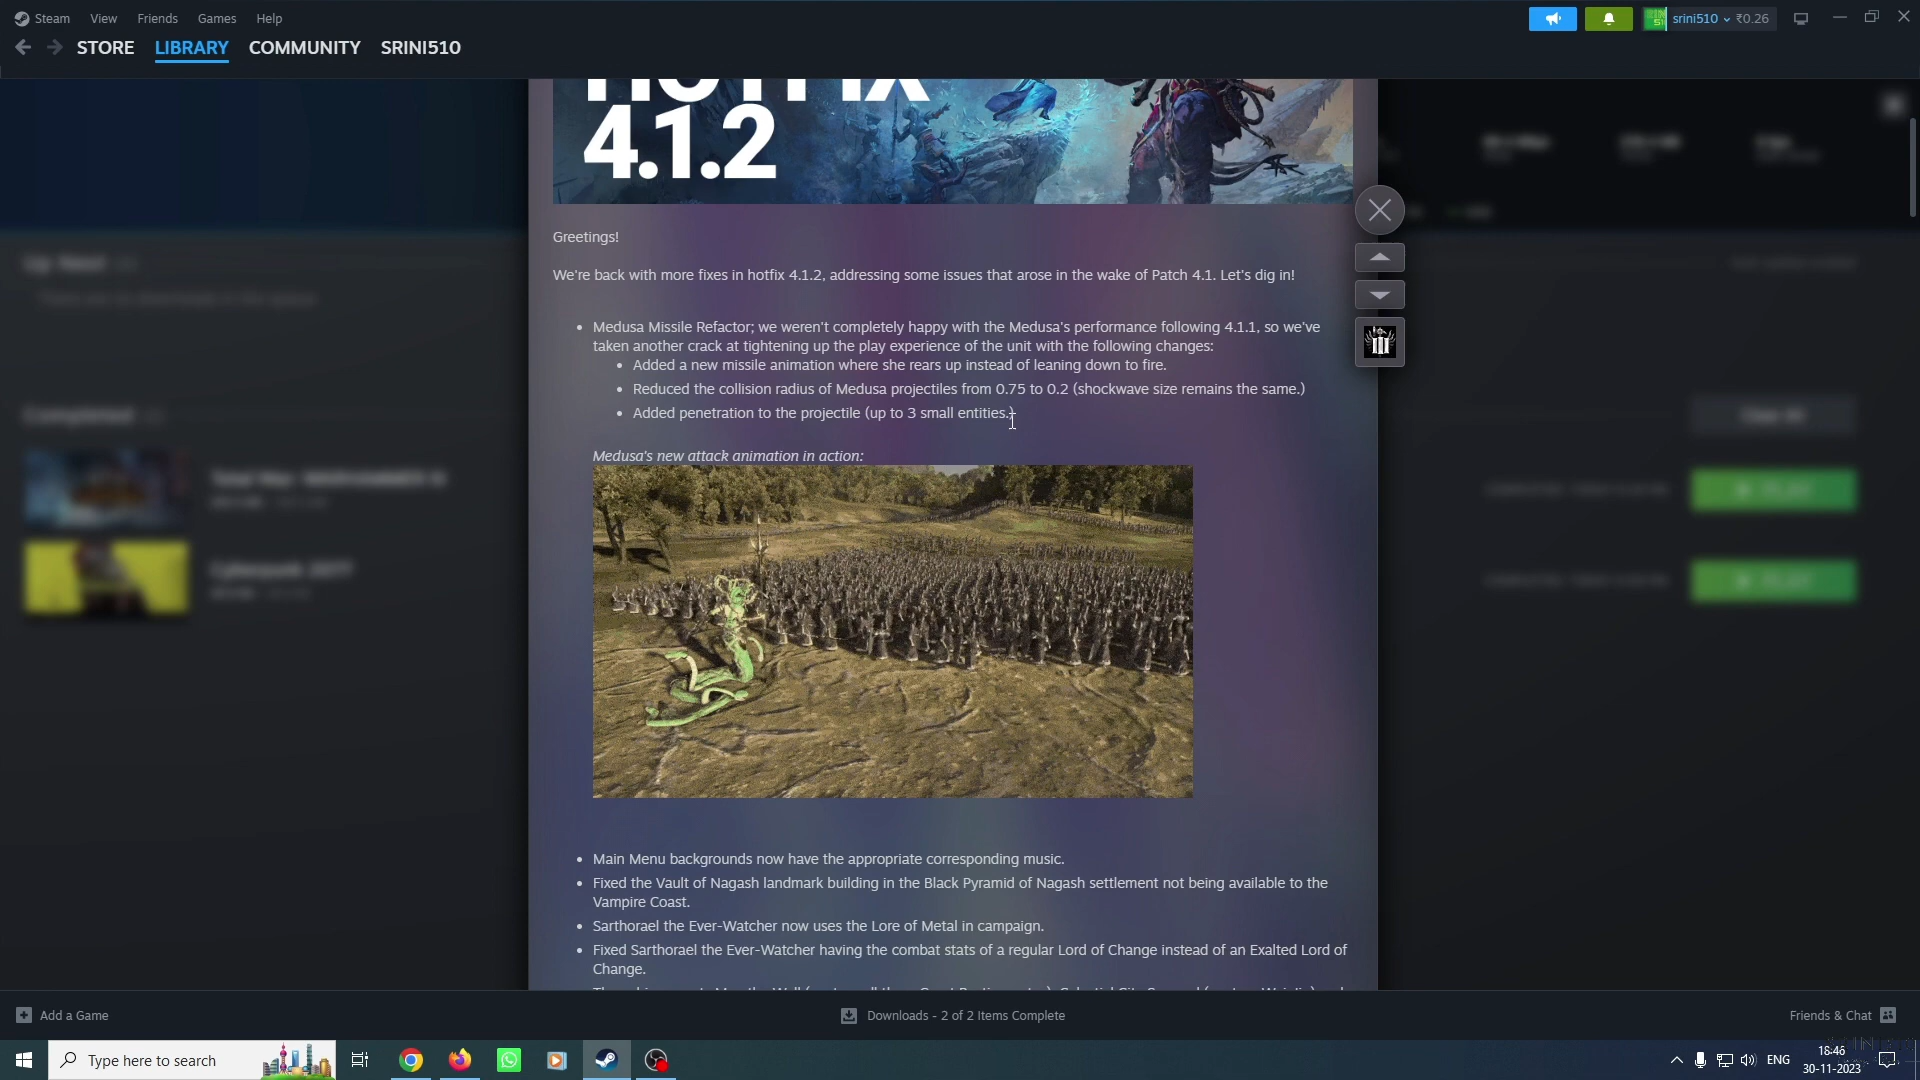 Steam View Friends Games Help
srini510 ₹0.26
STORE LIBRARY COMMUNITY SRINI510
HOTFIX
4.1.2
Greetings!
We're back with more fixes in hotfix 4.1.2, addressing some issues that arose in the wake of Patch 4.1. Let's dig in!
Medusa Missile Refactor; we weren't completely happy with the Medusa's performance following 4.1.1, so we've
taken another crack at tightening up the play experience of the unit with the following changes:
Added a new missile animation where she rears up instead of leaning down to fire.
Reduced the collision radius of Medusa projectiles from 0.75 to 0.2 (shockwave size remains the same.)
Added penetration to the projectile (up to 3 small entities.)
Medusa's new attack animation in action:
Main Menu backgrounds now have the appropriate corresponding music.
Fixed the Vault of Nagash landmark building in the Black Pyramid of Nagash settlement not being available to the
Vampire Coast.
Sarthorael the Ever-Watcher now uses the Lore of Metal in campaign.
Fixed Sarthorael the Ever-Watcher having the combat stats of a regular Lord of Change instead of an Exalted Lord of
Change.
Up Next
Completed
Clear All
Cyberpunk 2077
PLAY
PLAY
Add a Game
Downloads - 2 of 2 Items Complete
Friends & Chat
Type here to search
ENG
18:46
30-11-2023